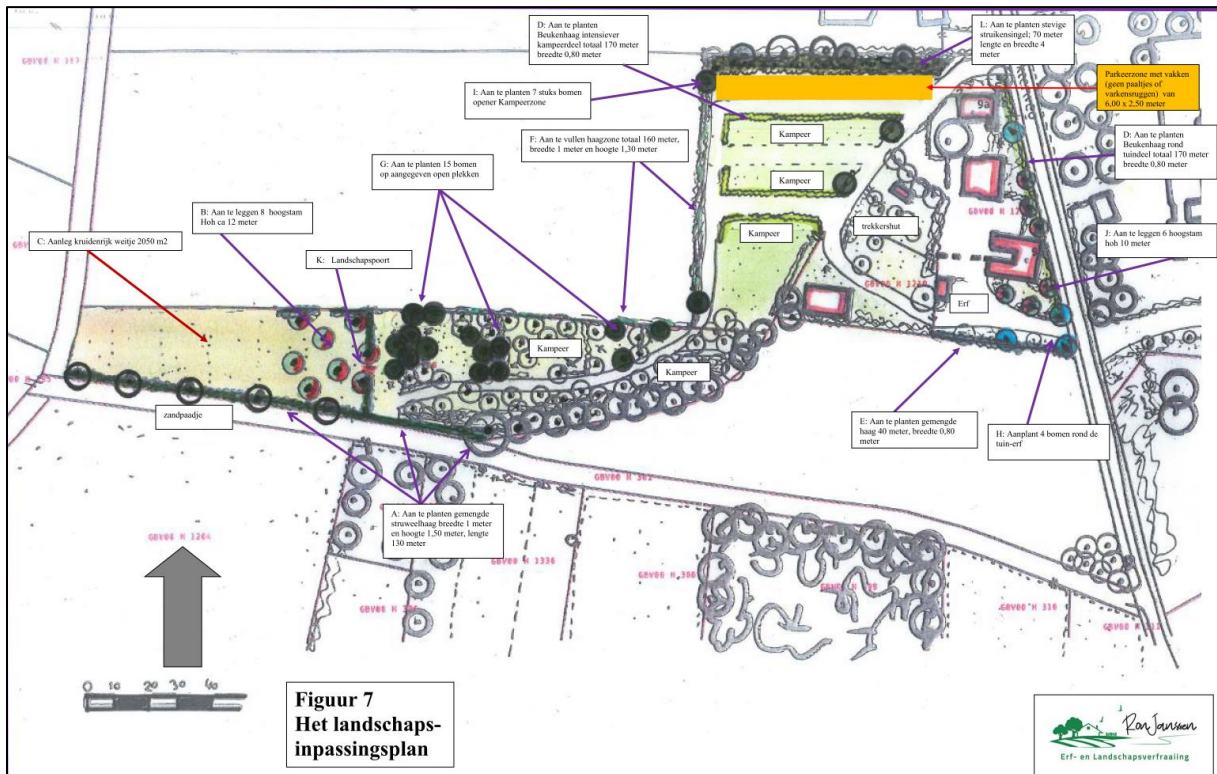 D: Aan te planten
Beukenhaag intensiever
kampeerdeel totaal 170 meter
breedte 0,80 meter
L: Aan te planten stevige
struikensingel; 70 meter
lengte en breedte 4
meter
I: Aan te planten 7 stuks bomen
opener Kampeerzone
Parkeerzone met vakken
(geen paaltjes of
varkensruggen) van
6,00 x 2,50 meter
9a
Kampeer
F: Aan te vullen haagzone totaal 160 meter,
breedte 1 meter en hoogte 1,30 meter
D: Aan te planten
Beukenhaag rond
tuindeel totaal 170 meter
breedte 0,80 meter
G: Aan te planten 15 bomen
op aangegeven open plekken
Kampeer
B: Aan te leggen 8 hoogstam
Hoh ca 12 meter
C: Aanleg kruidenrijk weitje 2050 m2
Kampeer
trekkershut
J: Aan te leggen 6 hoogstam
hoh 10 meter
K: Landschapspoort
Erf
Kampeer
Kampeer
zandpaadje
E: Aan te planten gemengde
haag 40 meter, breedte 0,80
meter
H: Aanplant 4 bomen rond de
tuin-erf
A: Aan te planten gemengde
struweelhaag breedte 1 meter
en hoogte 1,50 meter, lengte
130 meter
GBV00 H 1204
GBV00 H 310
0 10 20 30 40
Figuur 7
Het landschaps-
inpassingsplan
Ron Janssen
Erf- en Landschapsverfraaiing